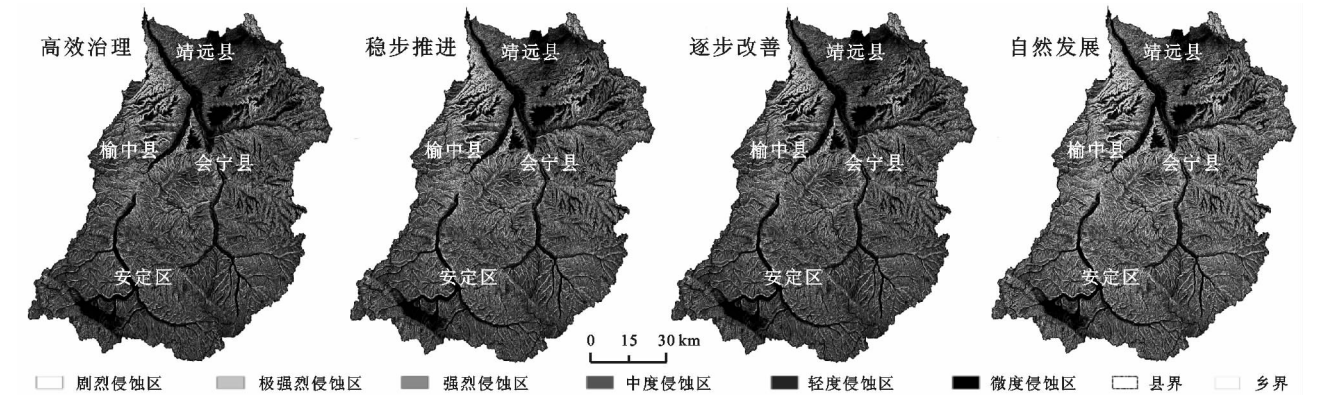 高效治理
靖远县
榆中县
会宁县
安定区
稳步推进
靖远县
榆中县
会宁县
安定区
逐步改善
靖远县
榆中县
会宁县
安定区
自然发展
靖远县
榆中县
会宁县
安定区
0 15 30 km
剧烈侵蚀区 极强烈侵蚀区 强烈侵蚀区 中度侵蚀区 轻度侵蚀区 微度侵蚀区 县界 乡界